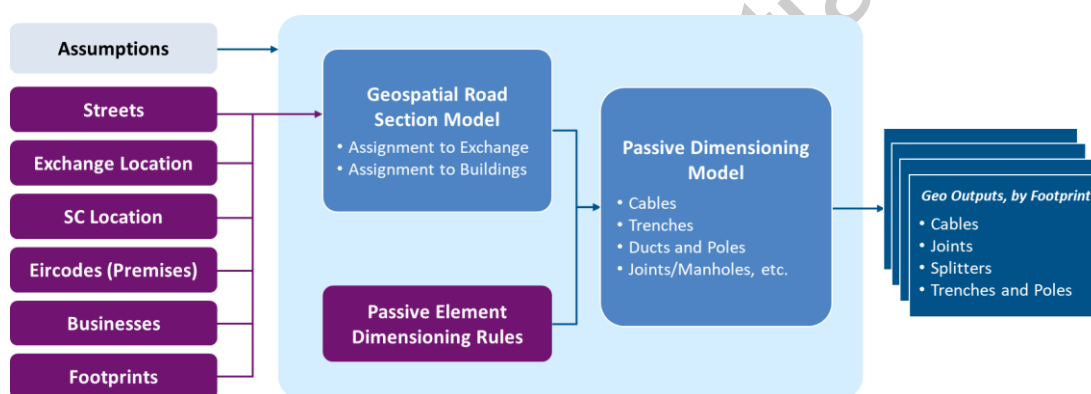 Assumptions
Streets
Exchange Location
SC Location
Eircodes (Premises)
Businesses
Footprints
Geospatial Road
Section Model
• Assignment to Exchange
• Assignment to Buildings
Passive Element
Dimensioning Rules
Passive Dimensioning
Model
• Cables
• Trenches
• Ducts and Poles
• Joints/Manholes, etc.
Geo Outputs, by Footprint
• Cables
• Joints
• Splitters
• Trenches and Poles